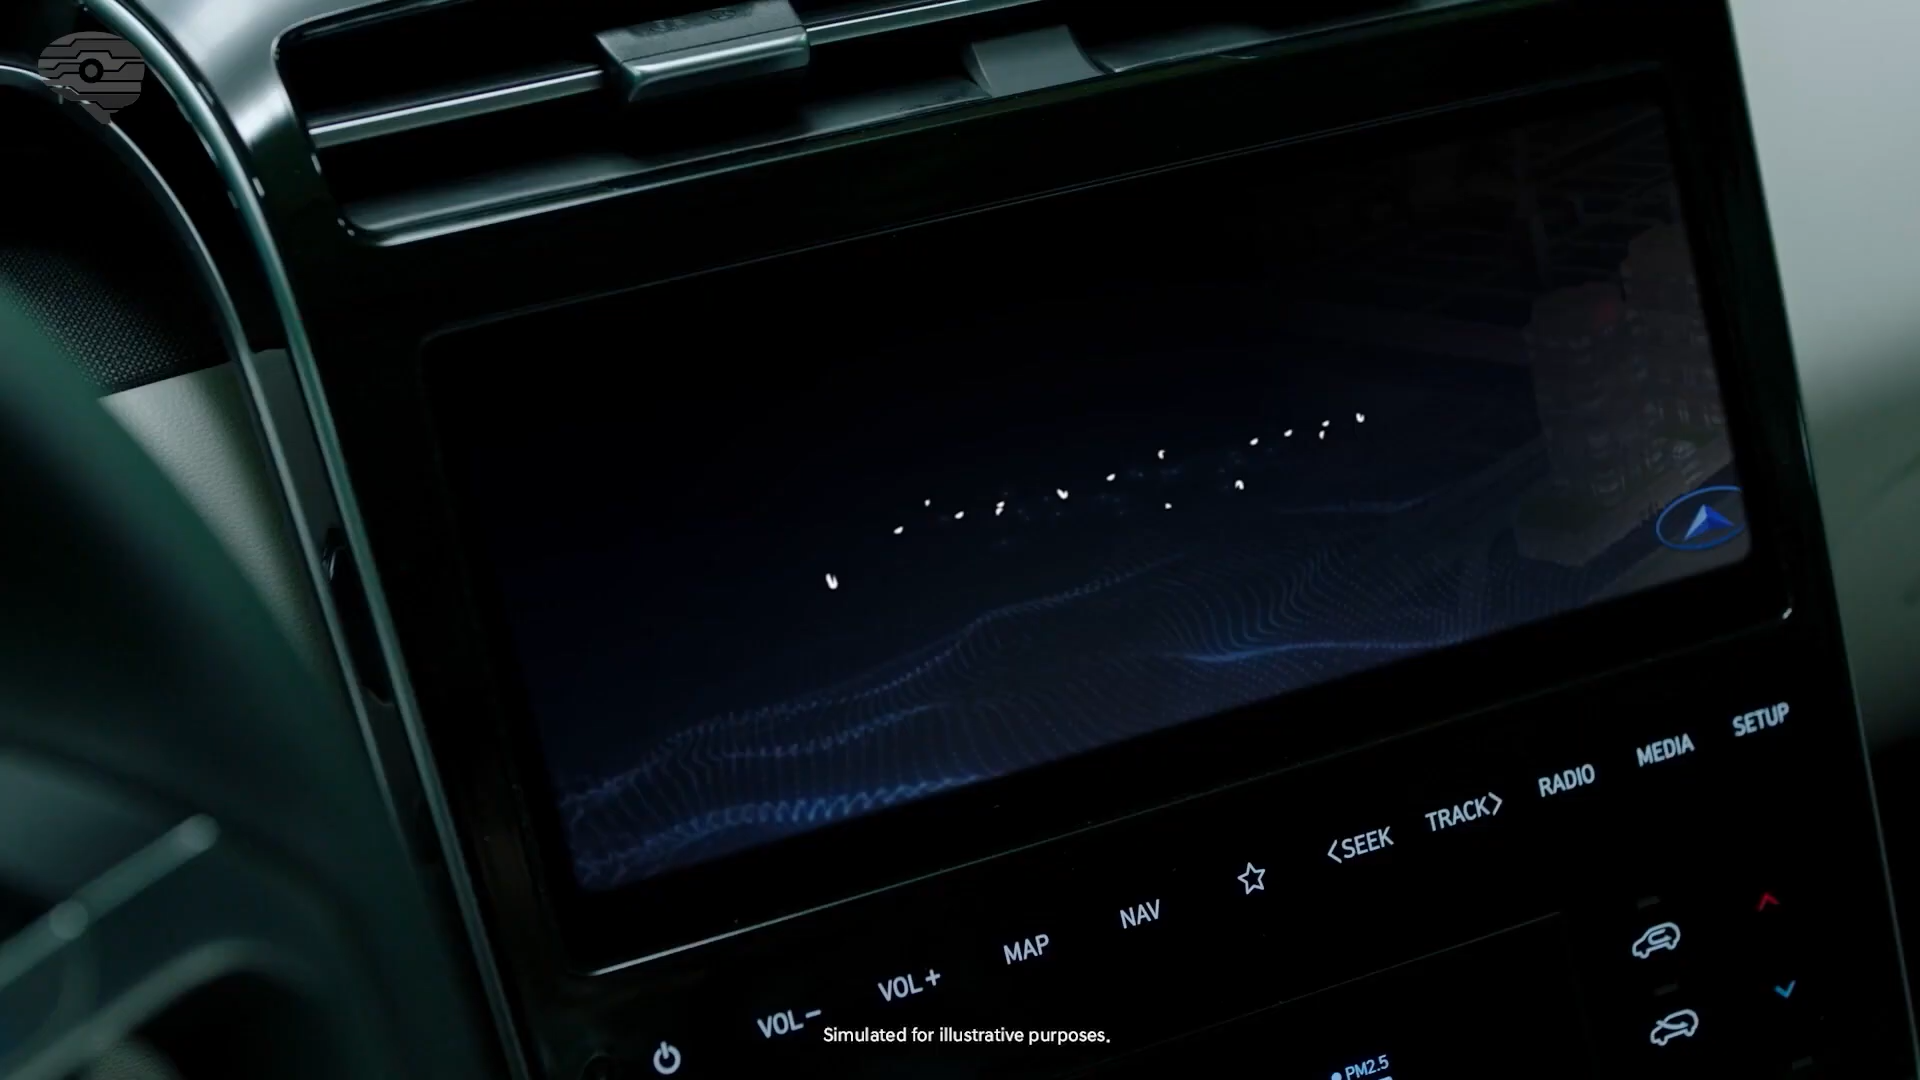 SETUP
MEDIA
RADIO
TRACK>
<SEEK
NAV
MAP
VOL+
VOL−
Simulated for illustrative purposes.
PM2.5